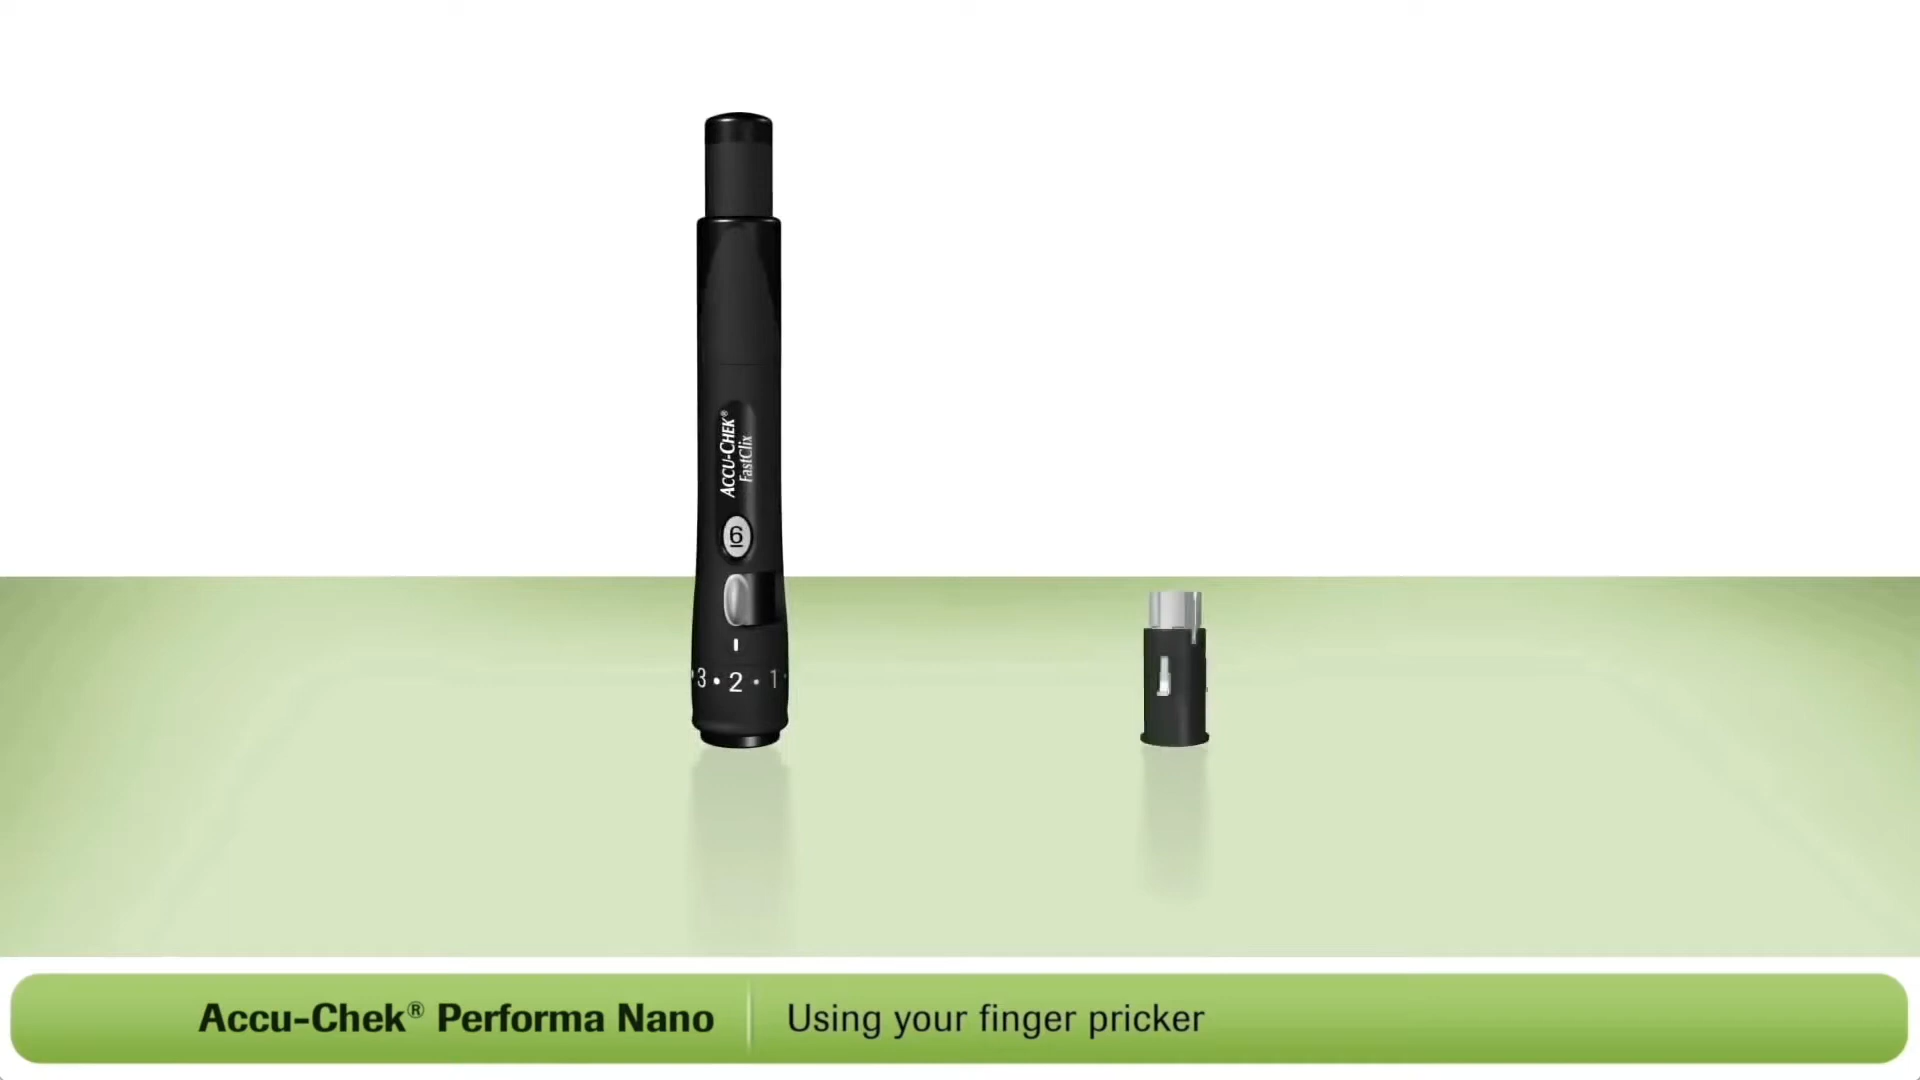 ACCU-CHEK®
FastClix
6
3 • 2 • 1
Accu-Chek® Performa Nano
Using your finger pricker